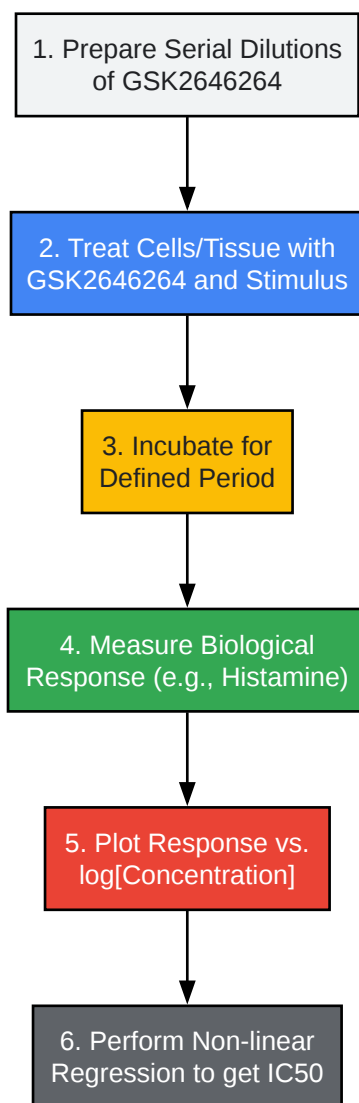 1. Prepare Serial Dilutions
of GSK2646264
2. Treat Cells/Tissue with
GSK2646264 and Stimulus
3. Incubate for
Defined Period
4. Measure Biological
Response (e.g., Histamine)
5. Plot Response vs.
log[Concentration]
6. Perform Non-linear
Regression to get IC50